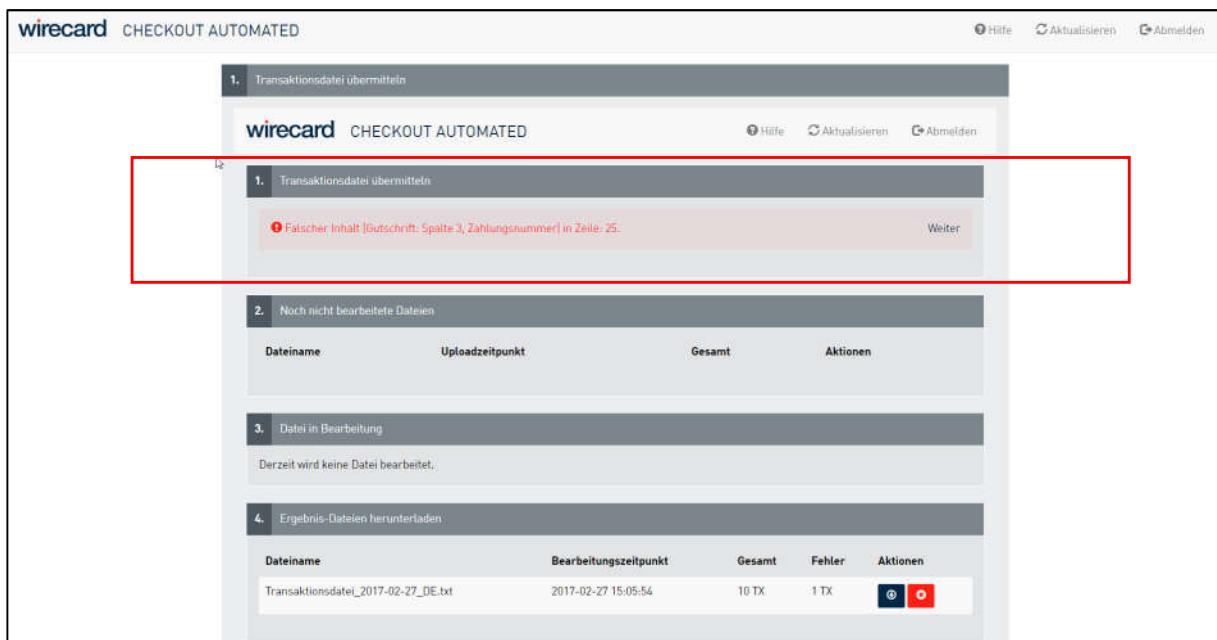 wirecard CHECKOUT AUTOMATED Hilfe Aktualisieren Abmelden
1. Transaktionsdatei übermitteln
wirecard CHECKOUT AUTOMATED Hilfe Aktualisieren Abmelden
1. Transaktionsdatei übermitteln
Falscher Inhalt [Gutschrift: Spalte 3, Zahlungsnummer] in Zeile: 25. Weiter
2. Noch nicht bearbeitete Dateien
Dateiname Uploadzeitpunkt Gesamt Aktionen
3. Datei in Bearbeitung
Derzeit wird keine Datei bearbeitet.
4. Ergebnis-Dateien herunterladen
Dateiname Bearbeitungszeitpunkt Gesamt Fehler Aktionen
Transaktionsdatei_2017-02-27_DE.txt 2017-02-27 15:05:54 10 TX 1 TX